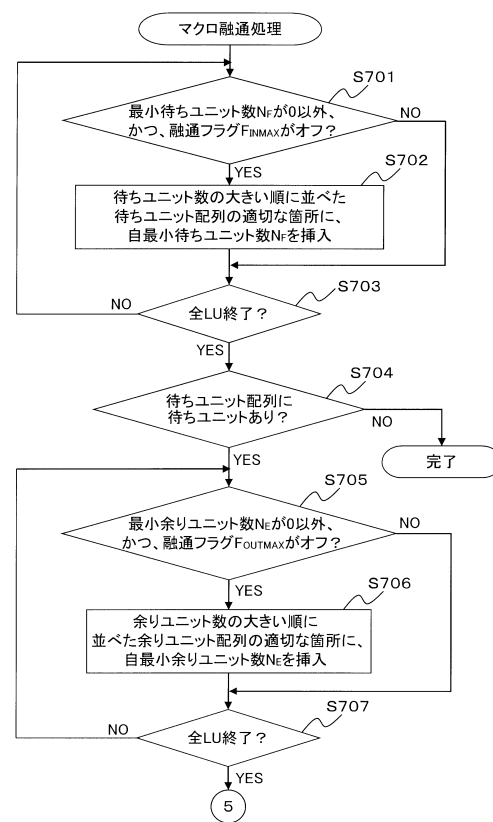 マクロ融通処理
S701
最小待ちユニット数NFが0以外、
かつ、融通フラグFINMAXがオフ?
NO
YES
S702
待ちユニット数の大きい順に並べた
待ちユニット配列の適切な箇所に、
自最小待ちユニット数NFを挿入
S703
NO
全LU終了?
YES
S704
待ちユニット配列に
待ちユニットあり?
NO
YES
完了
S705
最小余りユニット数NEが0以外、
かつ、融通フラグFOUTMAXがオフ?
NO
YES
S706
余りユニット数の大きい順に
並べた余りユニット配列の適切な箇所に、
自最小余りユニット数NEを挿入
S707
NO
全LU終了?
YES
5